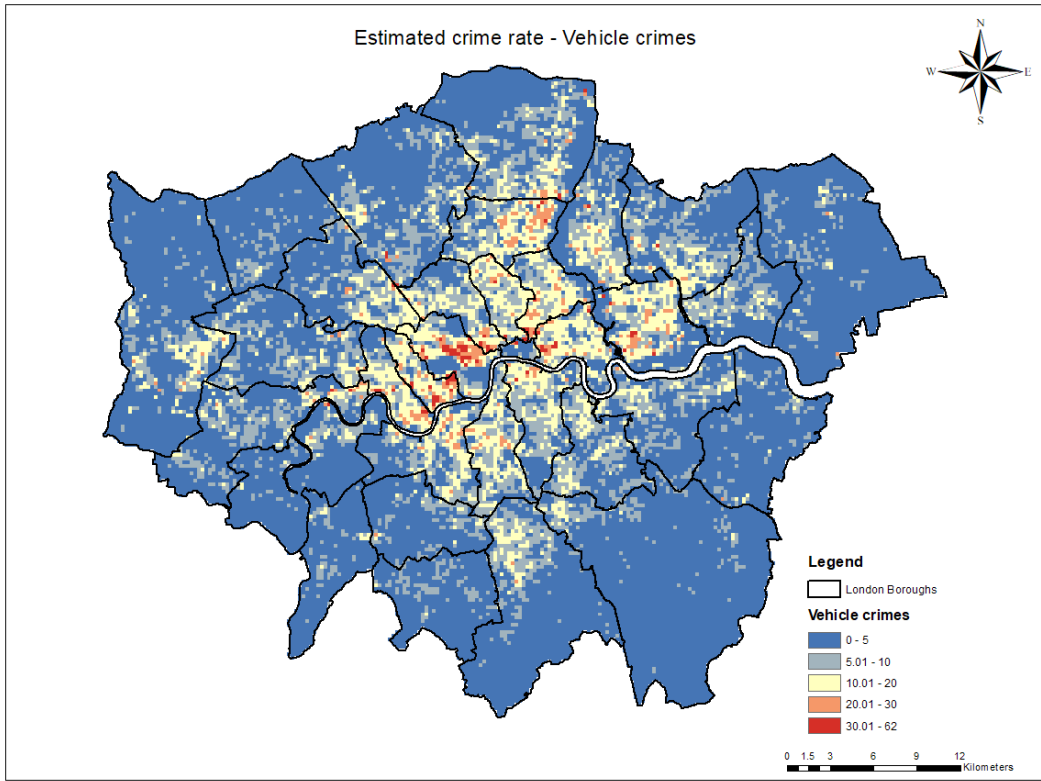 Estimated crime rate - Vehicle crimes
N
W E
S
Legend
London Boroughs
Vehicle crimes
0 - 5
5.01 - 10
10.01 - 20
20.01 - 30
30.01 - 62
0 1.5 3 6 9 12
Kilometers